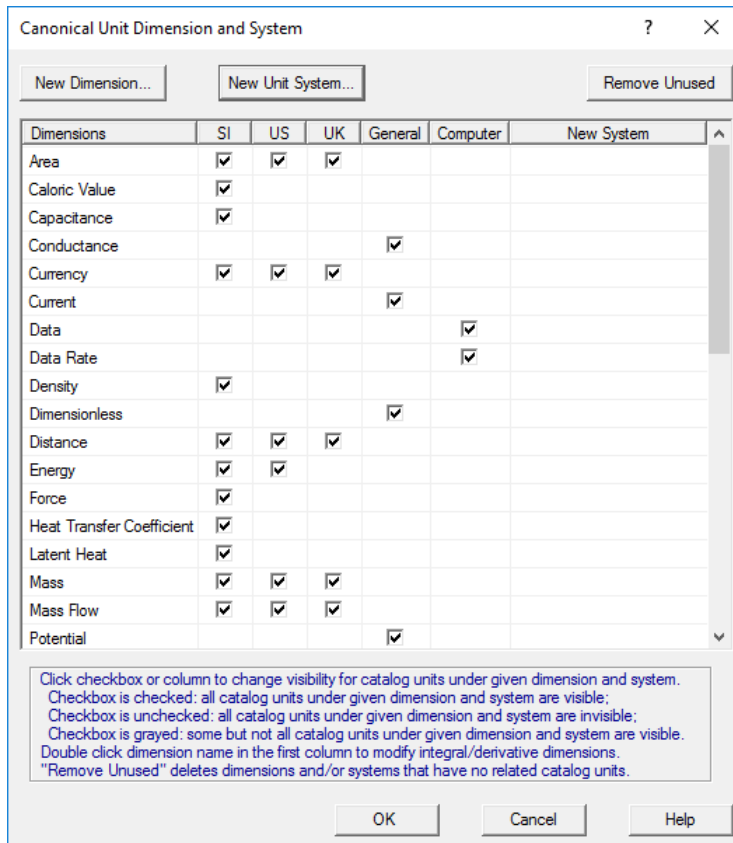 Canonical Unit Dimension and System
New Dimension... New Unit System... Remove Unused
Dimensions SI US UK General Computer New System
Area
Caloric Value
Capacitance
Conductance
Currency
Current
Data
Data Rate
Density
Dimensionless
Distance
Energy
Force
Heat Transfer Coefficient
Latent Heat
Mass
Mass Flow
Potential
Click checkbox or column to change visibility for catalog units under given dimension and system.
Checkbox is checked: all catalog units under given dimension and system are visible;
Checkbox is unchecked: all catalog units under given dimension and system are invisible;
Checkbox is grayed: some but not all catalog units under given dimension and system are visible.
Double click dimension name in the first column to modify integral/derivative dimensions.
"Remove Unused" deletes dimensions and/or systems that have no related catalog units.
OK Cancel Help